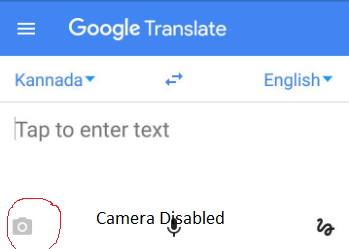 Google Translate
Kannada English
Tap to enter text
Camera Disabled